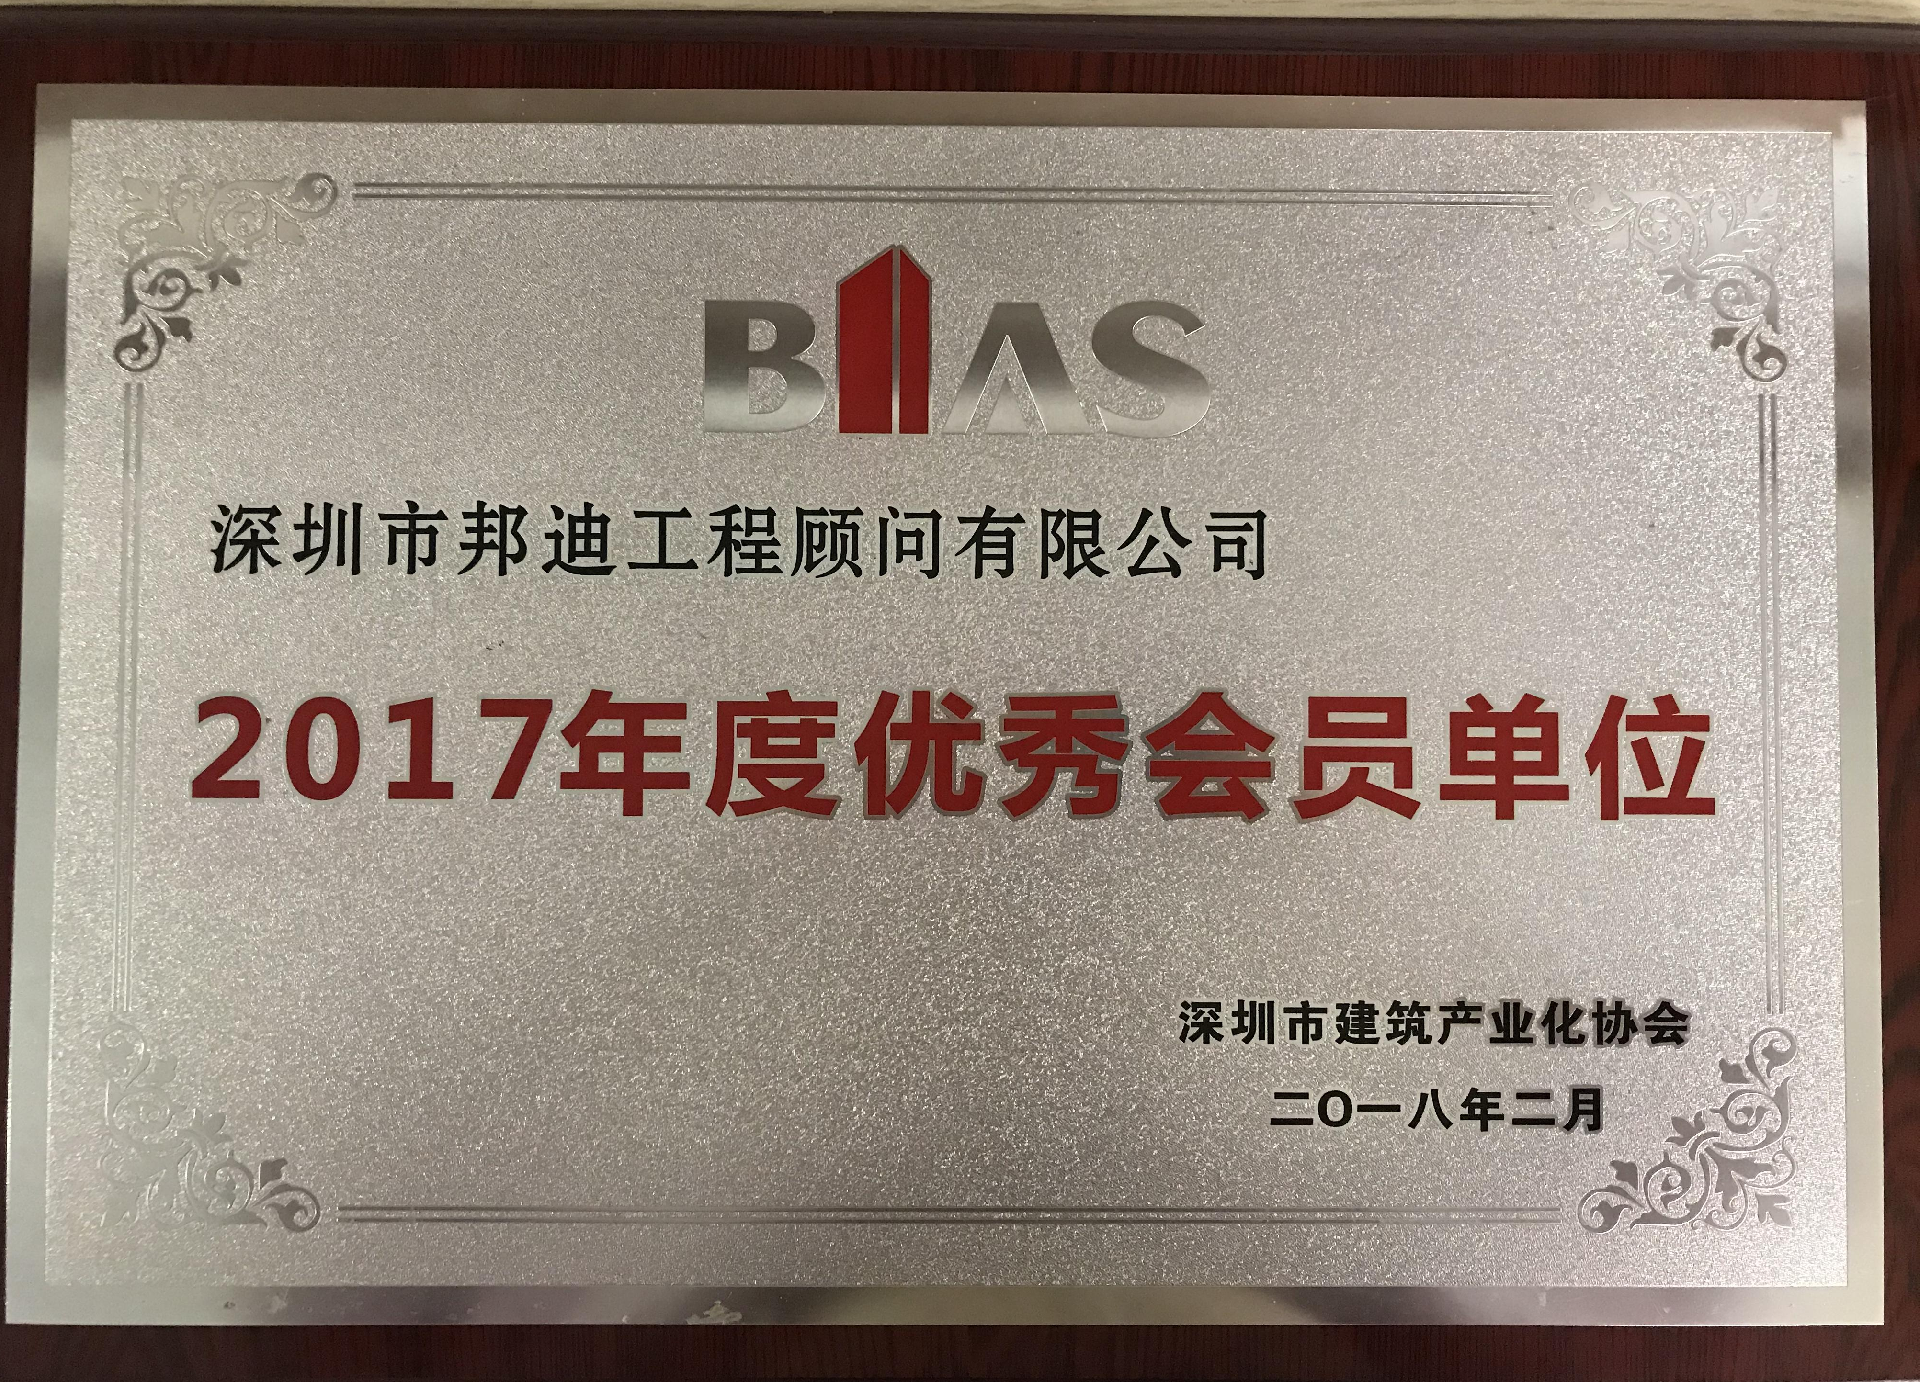 BIAS
深圳市邦迪工程顾问有限公司
2017年度优秀会员单位
深圳市建筑产业化协会
二〇一八年二月